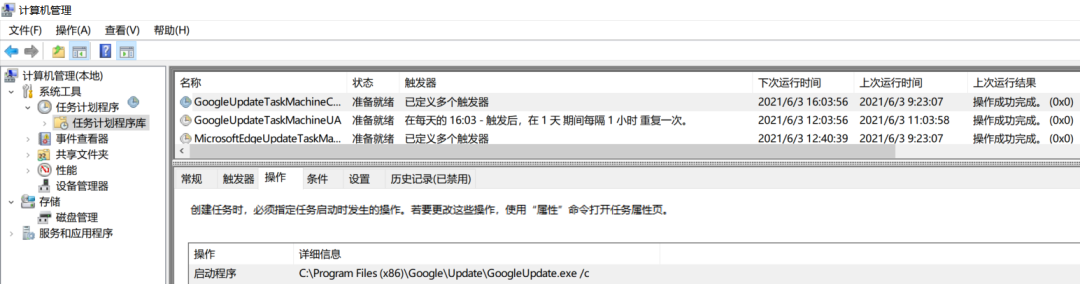 计算机管理
文件(F) 操作(A) 查看(V) 帮助(H)
计算机管理(本地)
系统工具
任务计划程序
任务计划程序库
事件查看器
共享文件夹
性能
设备管理器
存储
磁盘管理
服务和应用程序
名称 状态 触发器 下次运行时间 上次运行时间 上次运行结果
GoogleUpdateTaskMachineC... 准备就绪 已定义多个触发器 2021/6/3 16:03:56 2021/6/3 9:23:07 操作成功完成。 (0x0)
GoogleUpdateTaskMachineUA 准备就绪 在每天的 16:03 - 触发后，在 1 天 期间每隔 1 小时 重复一次。 2021/6/3 12:03:56 2021/6/3 11:03:58 操作成功完成。 (0x0)
MicrosoftEdgeUpdateTaskMa... 准备就绪 已定义多个触发器 2021/6/3 12:40:39 2021/6/3 9:23:07 操作成功完成。 (0x0)
常规 触发器 操作 条件 设置 历史记录(已禁用)
创建任务时，必须指定任务启动时发生的操作。若要更改这些操作，使用“属性”命令打开任务属性页。
操作 详细信息
启动程序 C:\Program Files (x86)\Google\Update\GoogleUpdate.exe /c